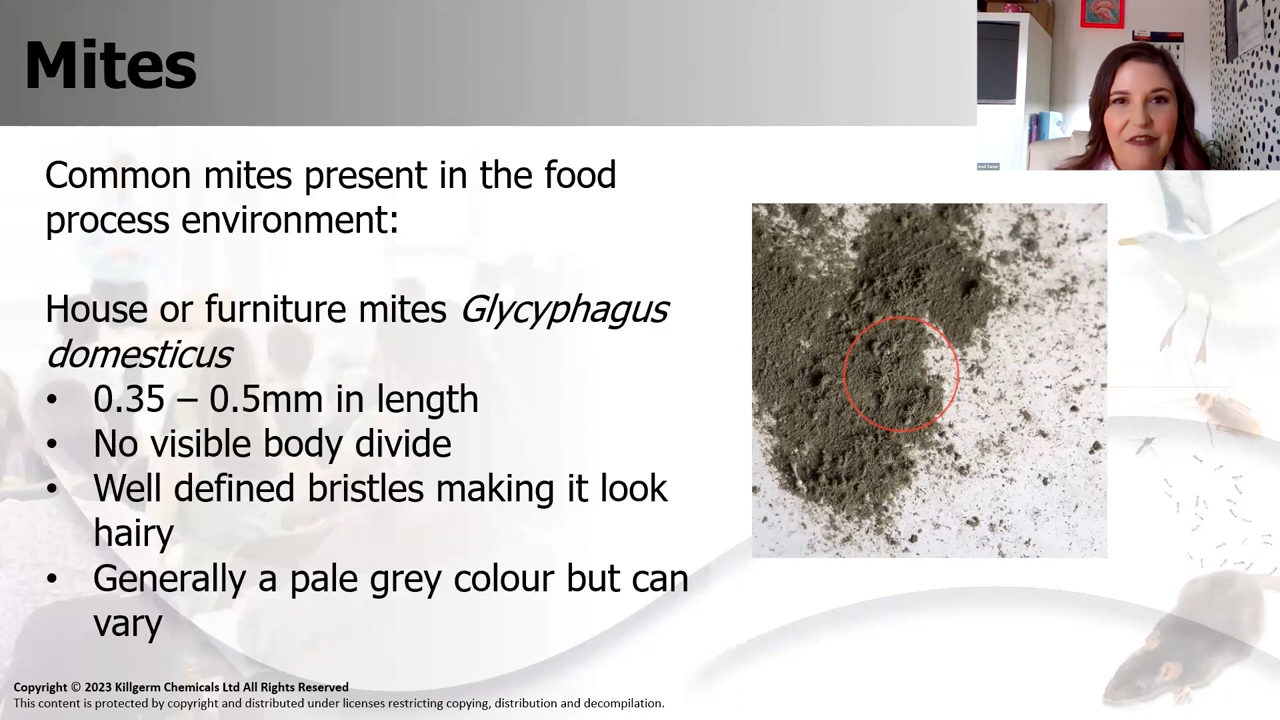 Mites
Common mites present in the food
process environment:
House or furniture mites Glycyphagus
domesticus
• 0.35 – 0.5mm in length
• No visible body divide
• Well defined bristles making it look
hairy
• Generally a pale grey colour but can
vary
Copyright © 2023 Killgerm Chemicals Ltd All Rights Reserved
This content is protected by copyright and distributed under licenses restricting copying, distribution and decompilation.